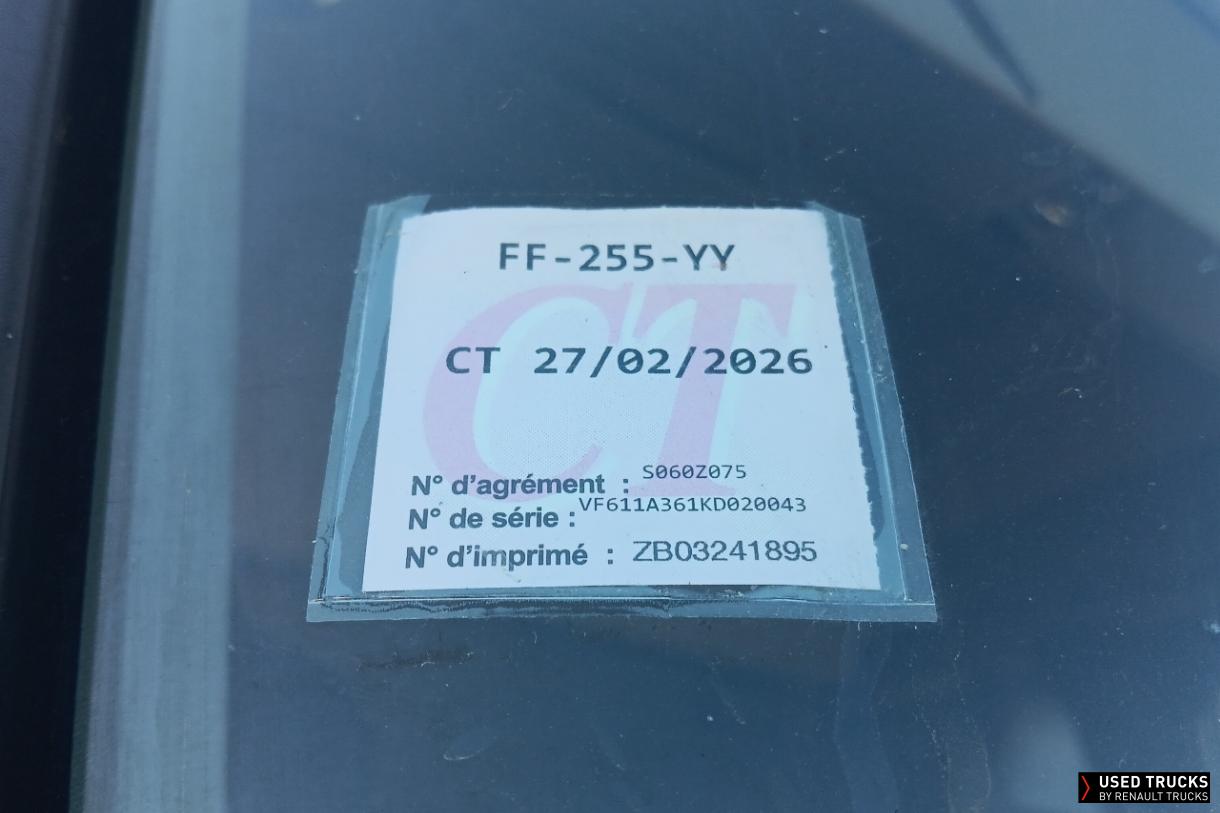 FF-255-YY
CT
CT 27/02/2026
N° d'agrément : S060Z075
N° de série : VF611A361KD020043
N° d'imprimé : ZB03241895
USED TRUCKS
BY RENAULT TRUCKS